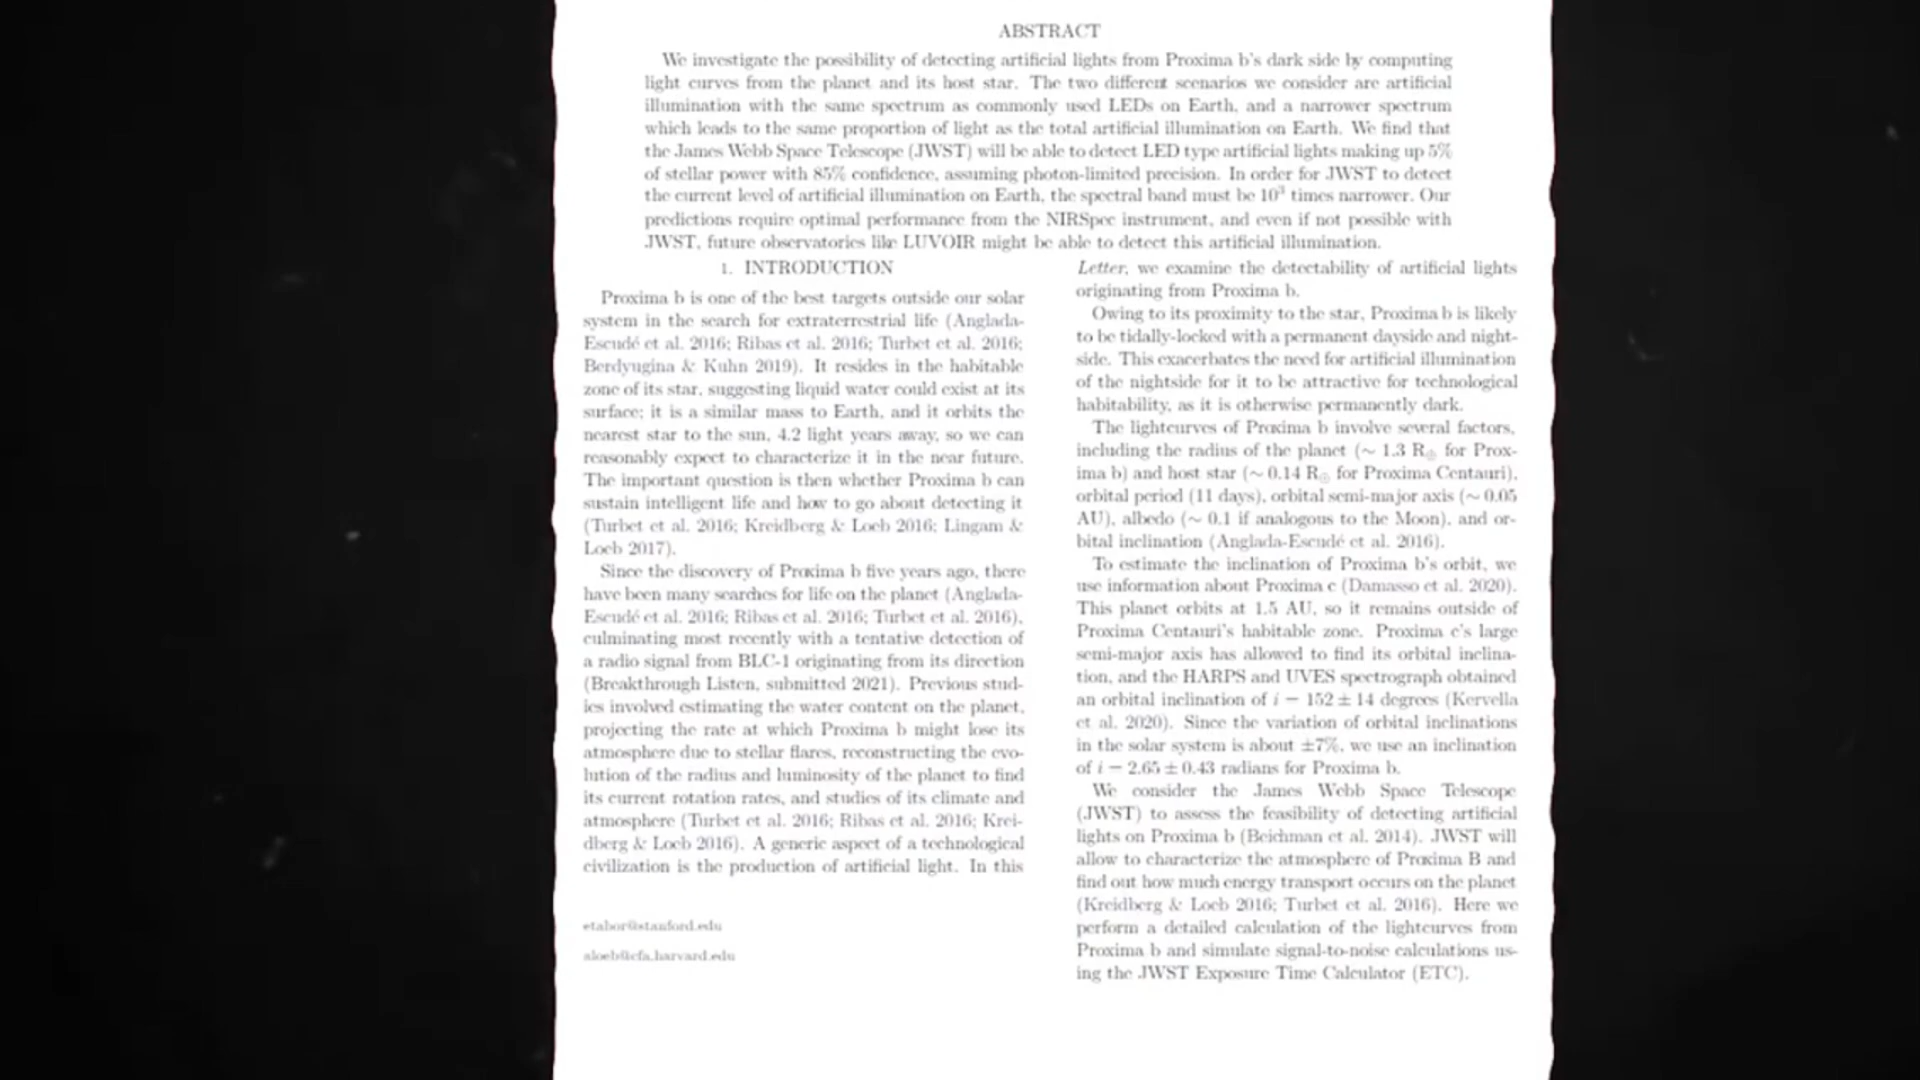 ABSTRACT
We investigate the possibility of detecting artificial lights from Proxima b's dark side by computing
light curves from the planet and its host star. The two different scenarios we consider are artificial
illumination with the same spectrum as commonly used LEDs on Earth, and a narrower spectrum
which leads to the same proportion of light as the total artificial illumination on Earth. We find that
the James Webb Space Telescope (JWST) will be able to detect LED type artificial lights making up 5%
of stellar power with 85% confidence, assuming photon-limited precision. In order for JWST to detect
the current level of artificial illumination on Earth, the spectral band must be 10³ times narrower. Our
predictions require optimal performance from the NIRSpec instrument, and even if not possible with
JWST, future observatories like LUVOIR might be able to detect this artificial illumination.
1. INTRODUCTION
Proxima b is one of the best targets outside our solar
system in the search for extraterrestrial life (Anglada-
Escudé et al. 2016; Ribas et al. 2016; Turbet et al. 2016;
Berdyugina & Kuhn 2019). It resides in the habitable
zone of its star, suggesting liquid water could exist at its
surface; it is a similar mass to Earth, and it orbits the
nearest star to the sun, 4.2 light years away, so we can
reasonably expect to characterize it in the near future.
The important question is then whether Proxima b can
sustain intelligent life and how to go about detecting it
(Turbet et al. 2016; Kreidberg & Loeb 2016; Lingam &
Loeb 2017).
Since the discovery of Proxima b five years ago, there
have been many searches for life on the planet (Anglada-
Escudé et al. 2016; Ribas et al. 2016; Turbet et al. 2016),
culminating most recently with a tentative detection of
a radio signal from BLC-1 originating from its direction
(Breakthrough Listen, submitted 2021). Previous stud-
ies involved estimating the water content on the planet,
projecting the rate at which Proxima b might lose its
atmosphere due to stellar flares, reconstructing the evo-
lution of the radius and luminosity of the planet to find
its current rotation rates, and studies of its climate and
atmosphere (Turbet et al. 2016; Ribas et al. 2016; Krei-
dberg & Loeb 2016). A generic aspect of a technological
civilization is the production of artificial light. In this
etabor@stanford.edu
aloeb@cfa.harvard.edu
Letter, we examine the detectability of artificial lights
originating from Proxima b.
Owing to its proximity to the star, Proxima b is likely
to be tidally-locked with a permanent dayside and night-
side. This exacerbates the need for artificial illumination
of the nightside for it to be attractive for technological
habitability, as it is otherwise permanently dark.
The lightcurves of Proxima b involve several factors,
including the radius of the planet (∼ 1.3 R⊕ for Prox-
ima b) and host star (∼ 0.14 R⊕ for Proxima Centauri),
orbital period (11 days), orbital semi-major axis (∼ 0.05
AU), albedo (∼ 0.1 if analogous to the Moon), and or-
bital inclination (Anglada-Escudé et al. 2016).
To estimate the inclination of Proxima b's orbit, we
use information about Proxima c (Damasso et al. 2020).
This planet orbits at 1.5 AU, so it remains outside of
Proxima Centauri's habitable zone. Proxima c's large
semi-major axis has allowed to find its orbital inclina-
tion, and the HARPS and UVES spectrograph obtained
an orbital inclination of i = 152 ± 14 degrees (Kervella
et al. 2020). Since the variation of orbital inclinations
in the solar system is about ±7%, we use an inclination
of i = 2.65 ± 0.43 radians for Proxima b.
We consider the James Webb Space Telescope
(JWST) to assess the feasibility of detecting artificial
lights on Proxima b (Beichman et al. 2014). JWST will
allow to characterize the atmosphere of Proxima B and
find out how much energy transport occurs on the planet
(Kreidberg & Loeb 2016; Turbet et al. 2016). Here we
perform a detailed calculation of the lightcurves from
Proxima b and simulate signal-to-noise calculations us-
ing the JWST Exposure Time Calculator (ETC).